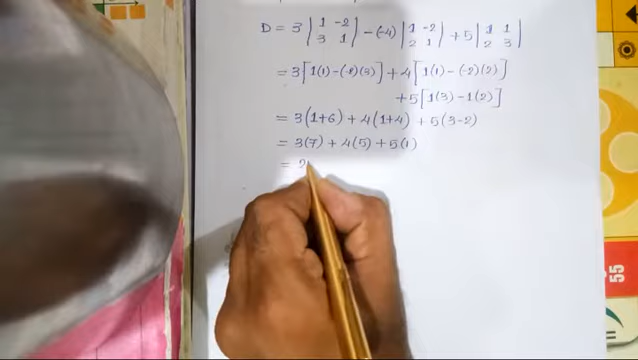 D = 3 | 1 -2 ; 3 1 | - (-4) | 1 -2 ; 2 1 | + 5 | 1 1 ; 2 3 |
= 3[1(1) - (-2)(3)] + 4[1(1) - (-2)(2)]
+ 5[1(3) - 1(2)]
= 3(1+6) + 4(1+4) + 5(3-2)
= 3(7) + 4(5) + 5(1)
= 2
55